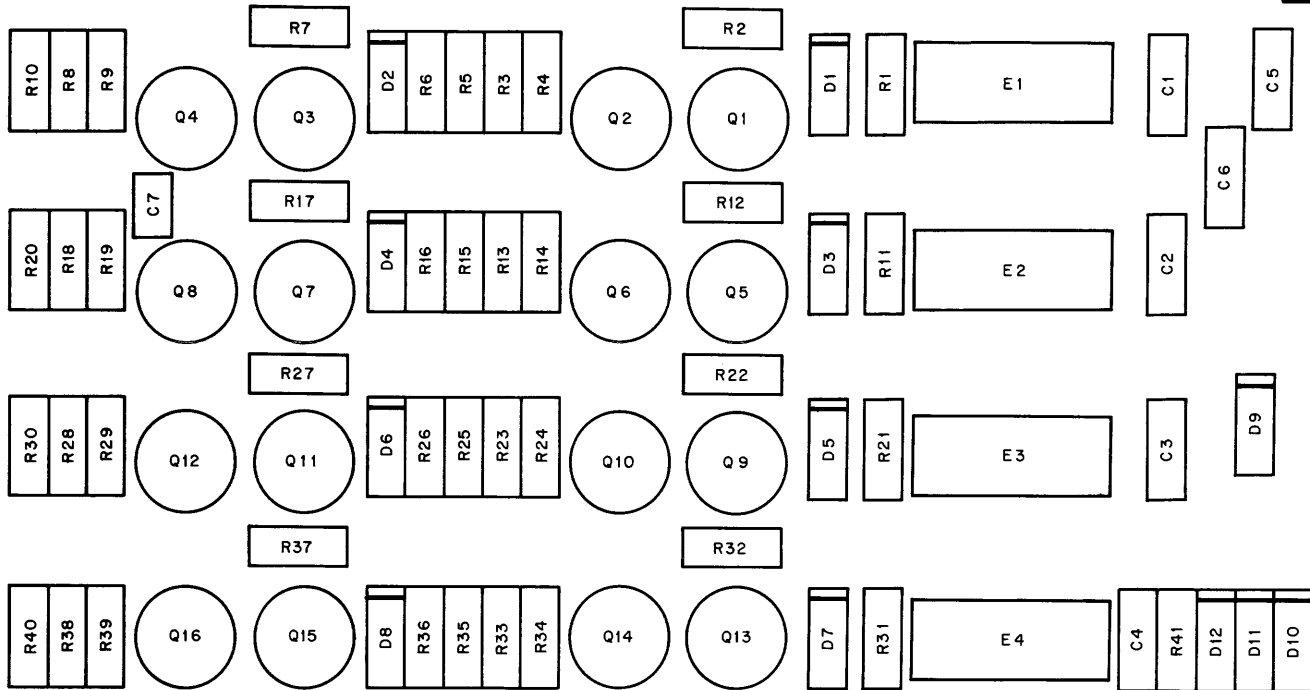 R7 R2
R10 R8 R9 Q4 Q3 D2 R6 R5 R3 R4 Q2 Q1 D1 R1 E1 C1 C5
C7 R17 R12 C6
R20 R18 R19 Q8 Q7 D4 R16 R15 R13 R14 Q6 Q5 D3 R11 E2 C2
R27 R22
R30 R28 R29 Q12 Q11 D6 R26 R25 R23 R24 Q10 Q9 D5 R21 E3 C3 D9
R37 R32
R40 R38 R39 Q16 Q15 D8 R36 R35 R33 R34 Q14 Q13 D7 R31 E4 C4 R41 D12 D11 D10